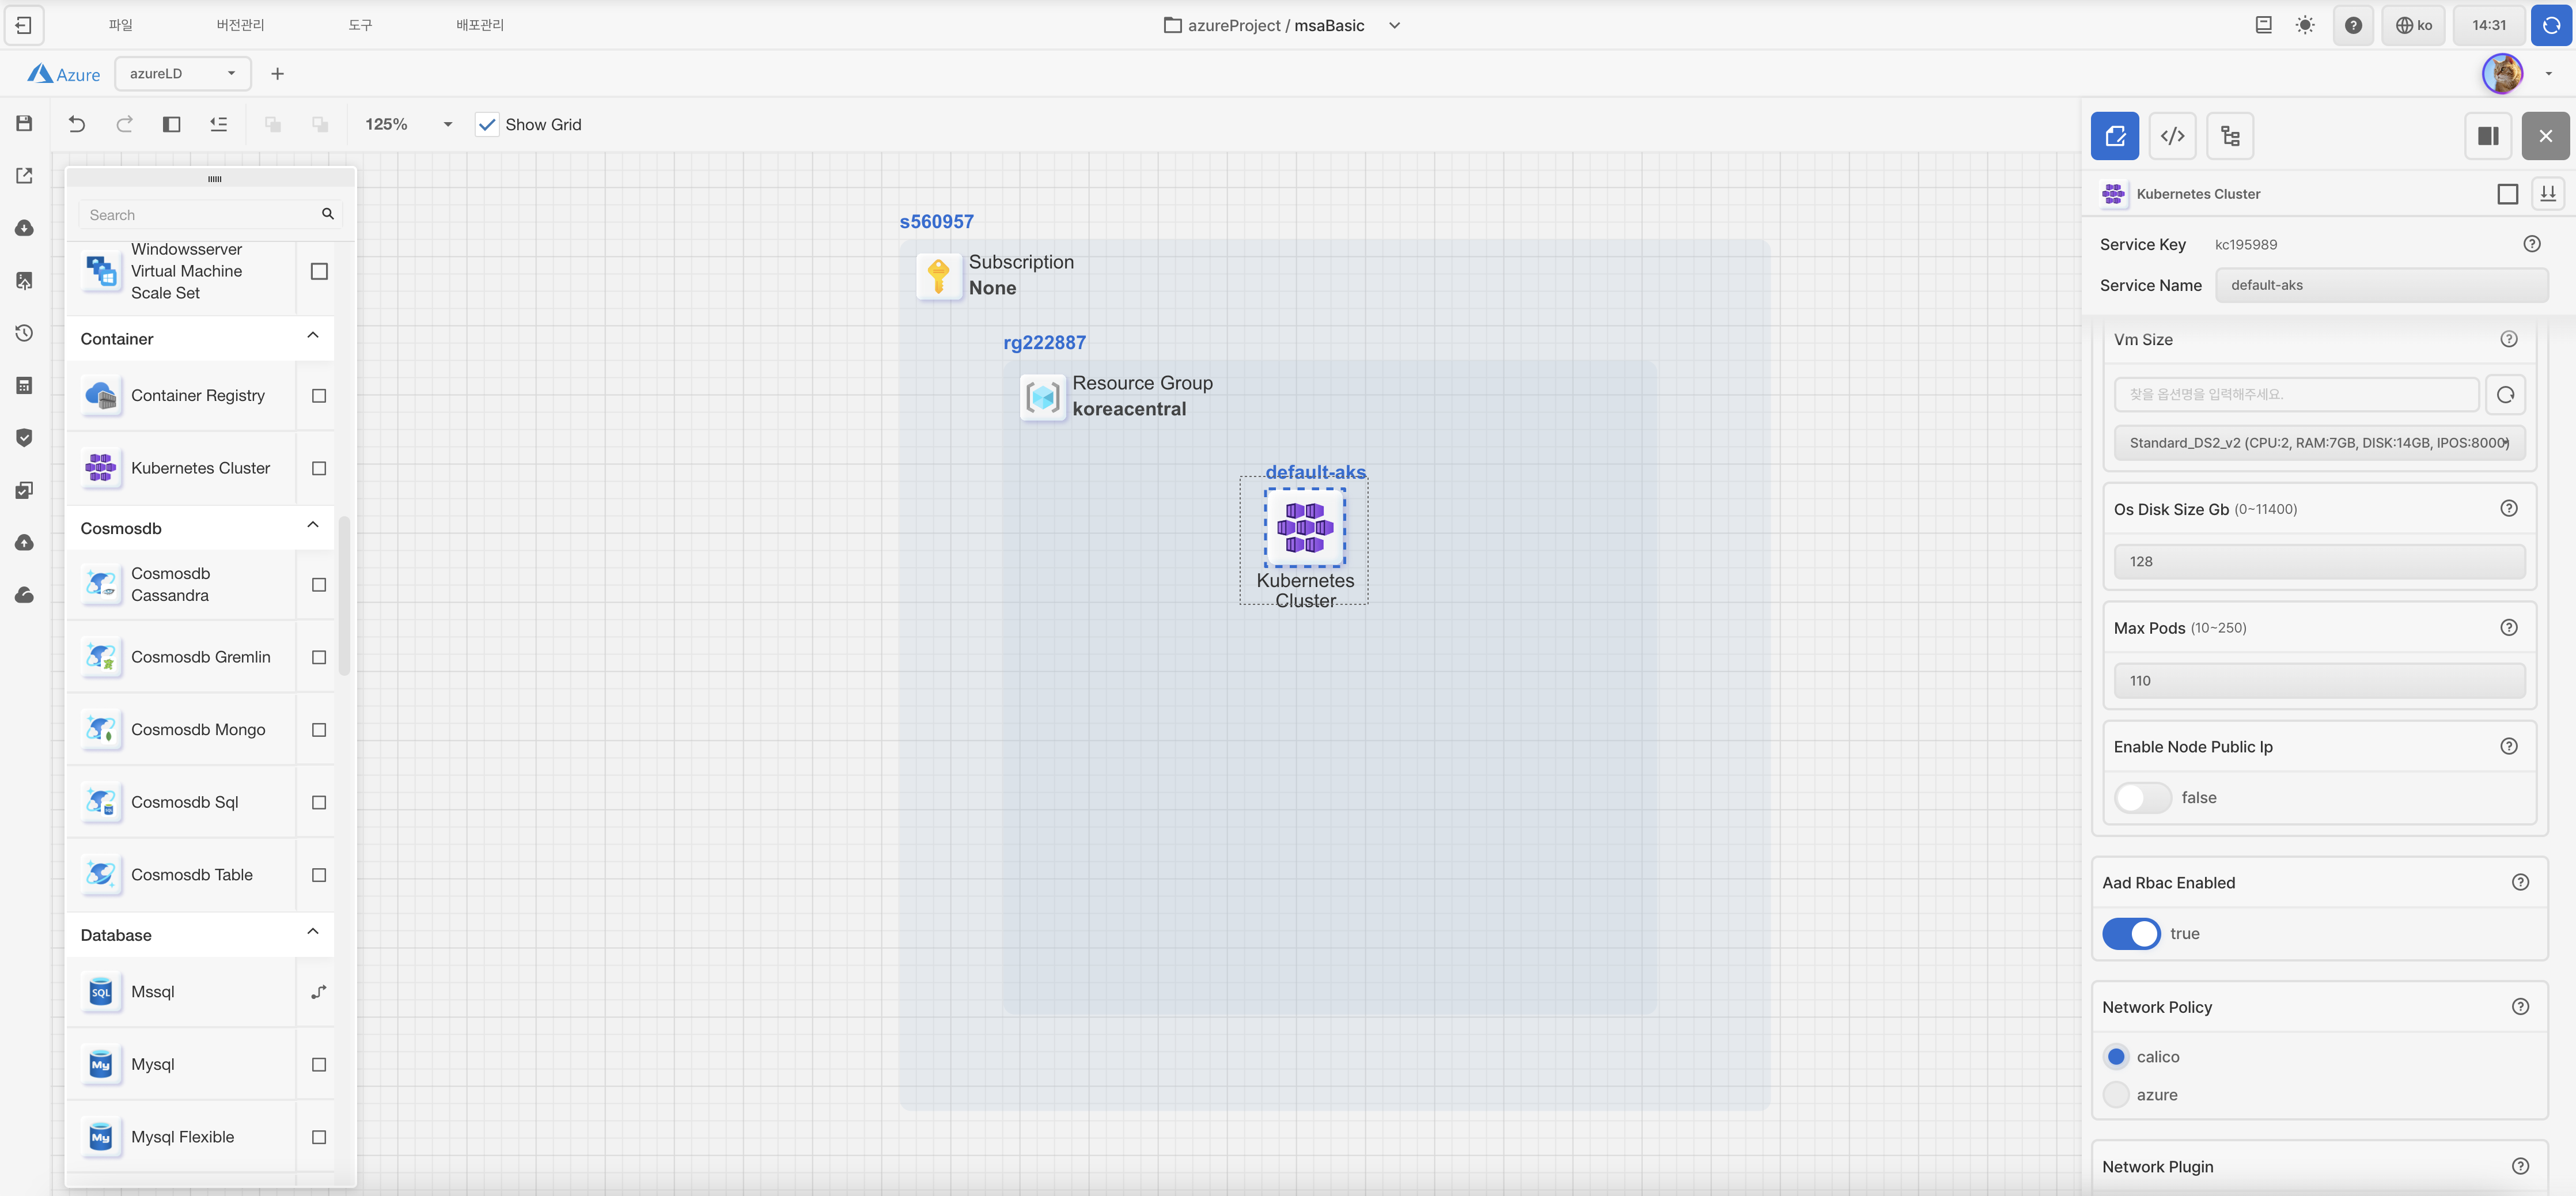 파일
버전관리
도구
배포관리
azureProject / msaBasic
ko
14:31
Azure
azureLD
125%
Show Grid
Search
Windowsserver
Virtual Machine
Scale Set
Container
Container Registry
Kubernetes Cluster
Cosmosdb
Cosmosdb
Cassandra
Cosmosdb Gremlin
Cosmosdb Mongo
Cosmosdb Sql
Cosmosdb Table
Database
SQL
Mssql
My
Mysql
My
Mysql Flexible
s560957
Subscription
None
rg222887
Resource Group
koreacentral
default-aks
Kubernetes
Cluster
Kubernetes Cluster
Service Key kc195989
Service Name default-aks
Vm Size
찾을 옵션명을 입력해주세요.
Standard_DS2_v2 (CPU:2, RAM:7GB, DISK:14GB, IPOS:8000)
Os Disk Size Gb (0~11400)
128
Max Pods (10~250)
110
Enable Node Public Ip
false
Aad Rbac Enabled
true
Network Policy
calico
azure
Network Plugin